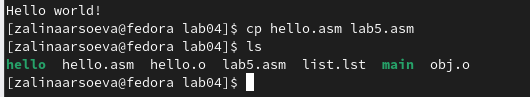 Hello world!
[zalinaarsoeva@fedora lab04]$ cp hello.asm lab5.asm
[zalinaarsoeva@fedora lab04]$ ls
hello  hello.asm  hello.o  lab5.asm  list.lst  main  obj.o
[zalinaarsoeva@fedora lab04]$